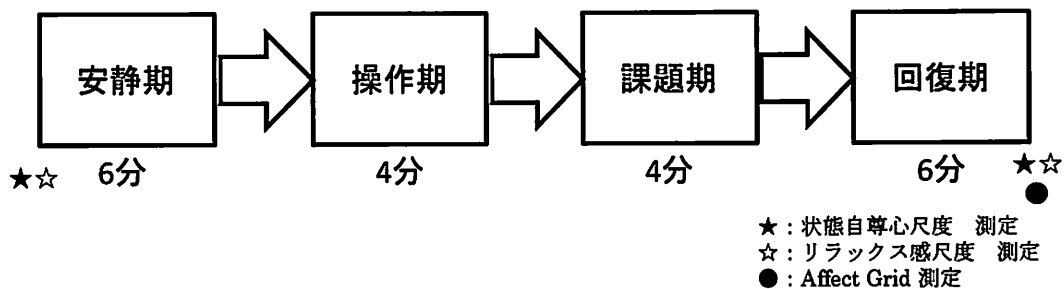 安静期
操作期
課題期
回復期
★☆ 6分
4分
4分
6分 ★☆
●
★：状態自尊心尺度　測定
☆：リラックス感尺度　測定
●：Affect Grid 測定